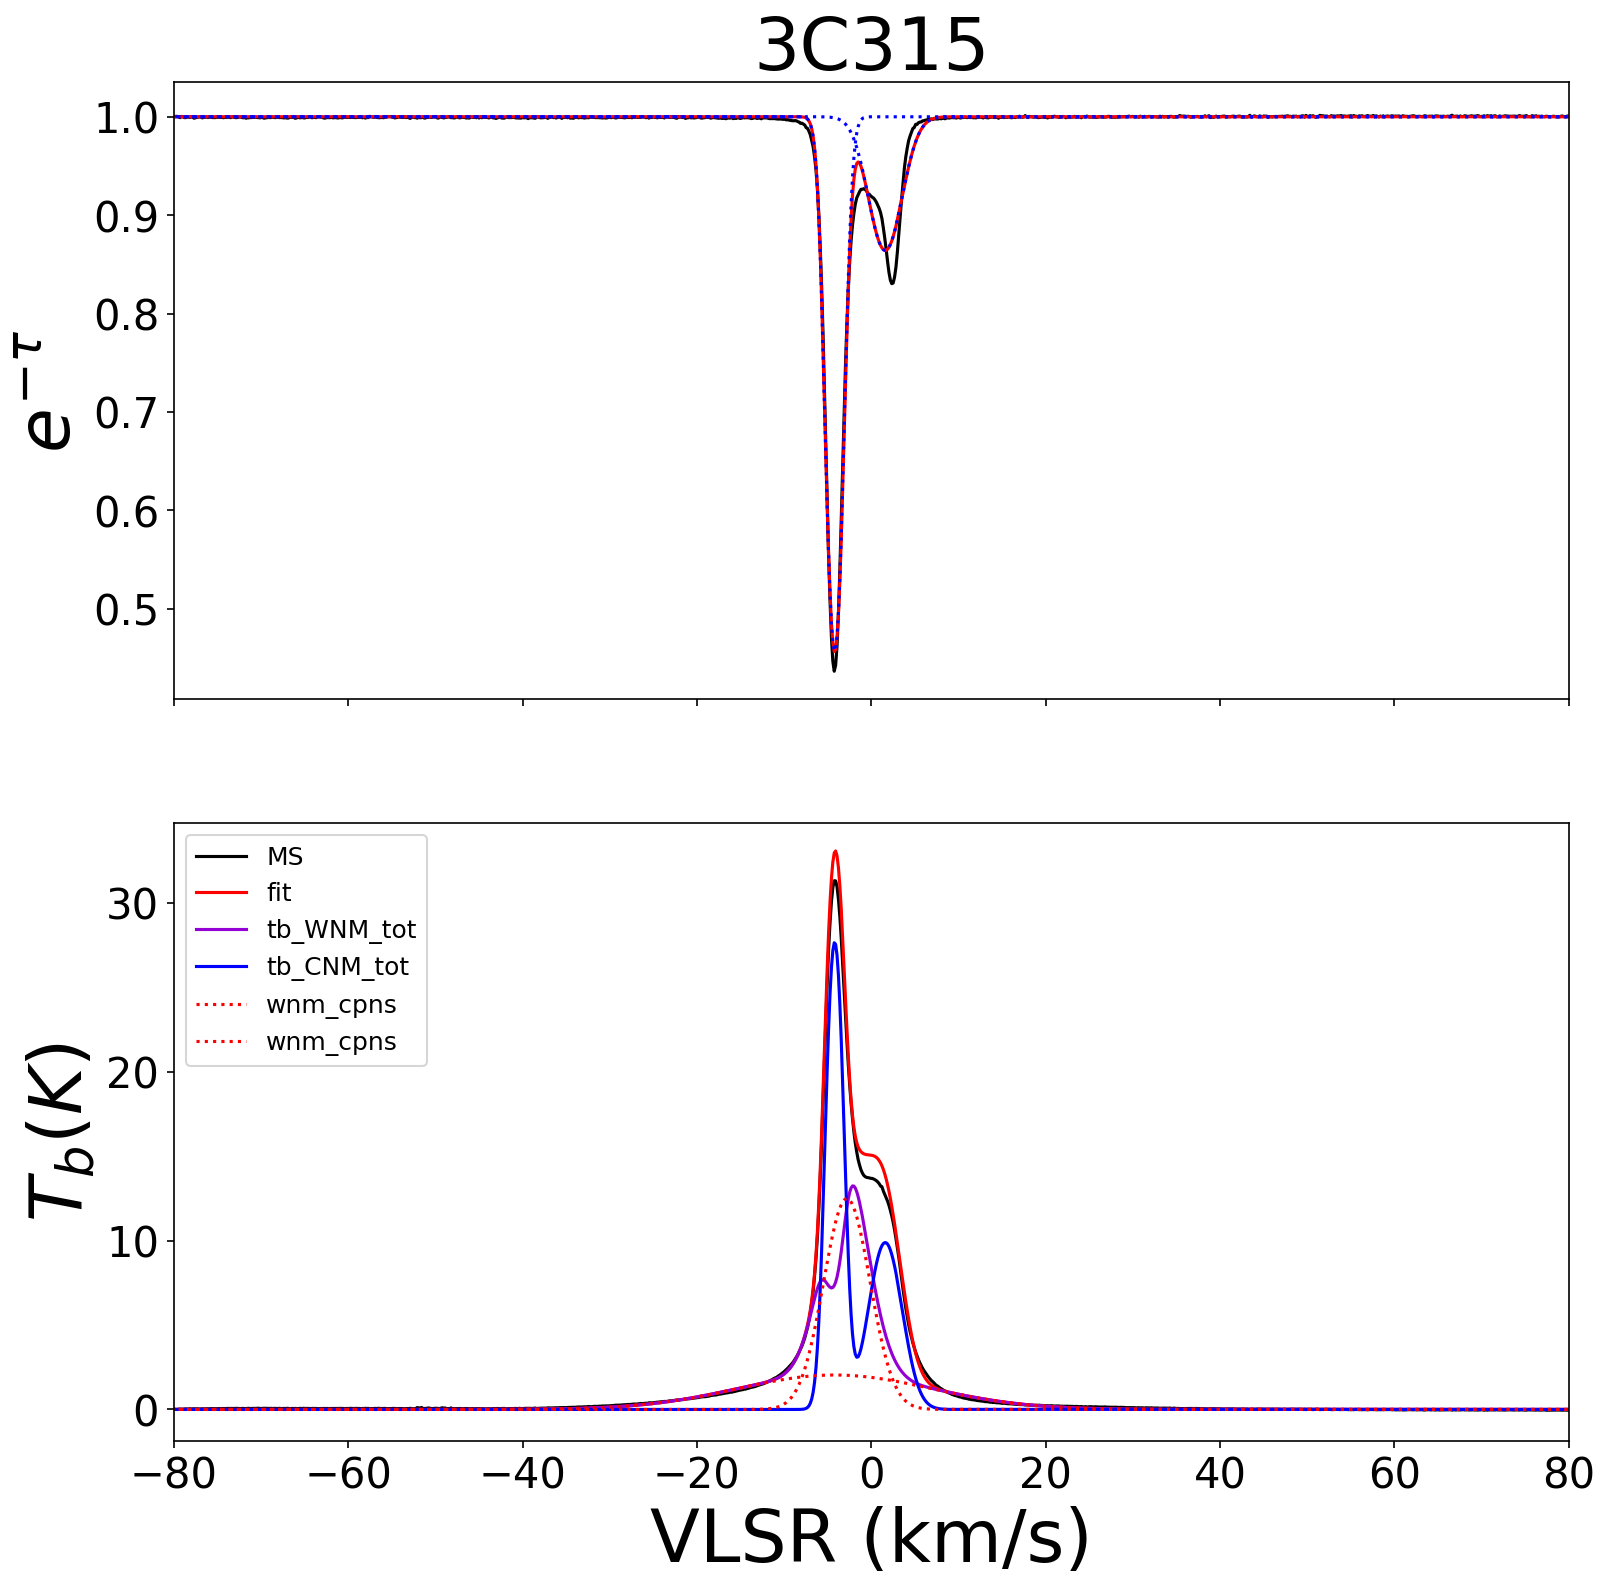 3C315
1.0
0.9
0.8
0.7
0.6
0.5
e^{−τ}
MS
fit
tb_WNM_tot
tb_CNM_tot
wnm_cpns
wnm_cpns
30
20
10
0
T_b(K)
−80 −60 −40 −20 0 20 40 60 80
VLSR (km/s)